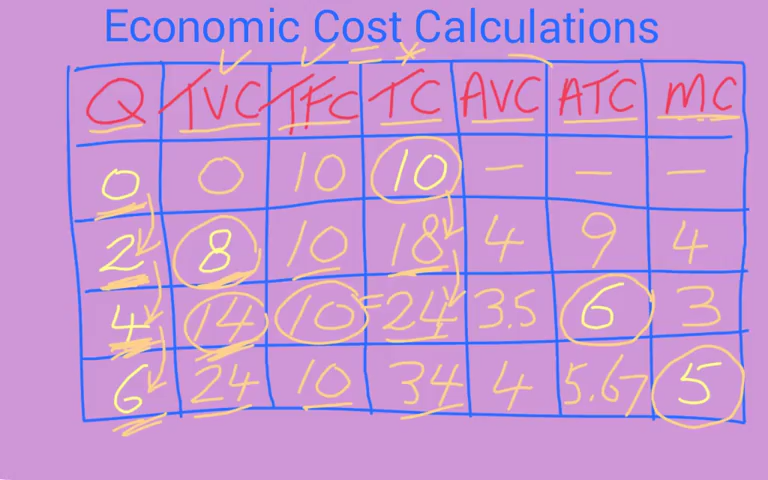 Economic Cost Calculations
Q TVC TFC TC AVC ATC MC
0 0 10 10 — — —
2 8 10 18 4 9 4
4 14 10 = 24 3.5 6 3
6 24 10 34 4 5.67 5